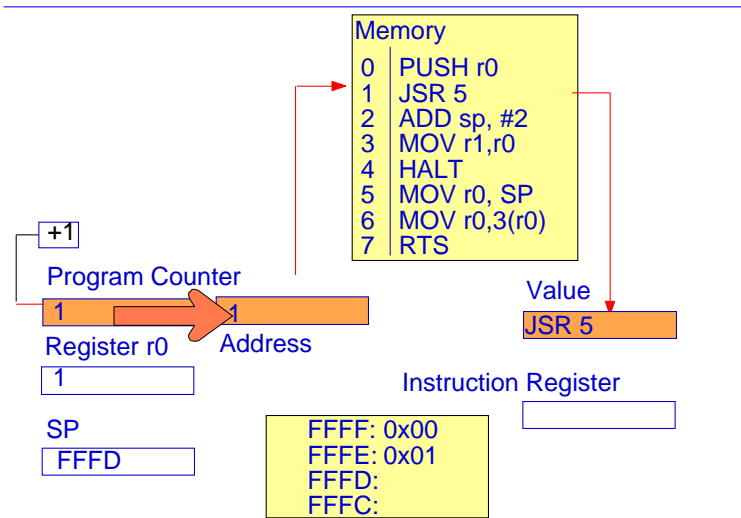 Memory
0 PUSH r0
1 JSR 5
2 ADD sp, #2
3 MOV r1,r0
4 HALT
5 MOV r0, SP
6 MOV r0,3(r0)
7 RTS
+1
Program Counter
1
1
Address
Value
JSR 5
Register r0
1
Instruction Register
SP
FFFD
FFFF: 0x00
FFFE: 0x01
FFFD:
FFFC: